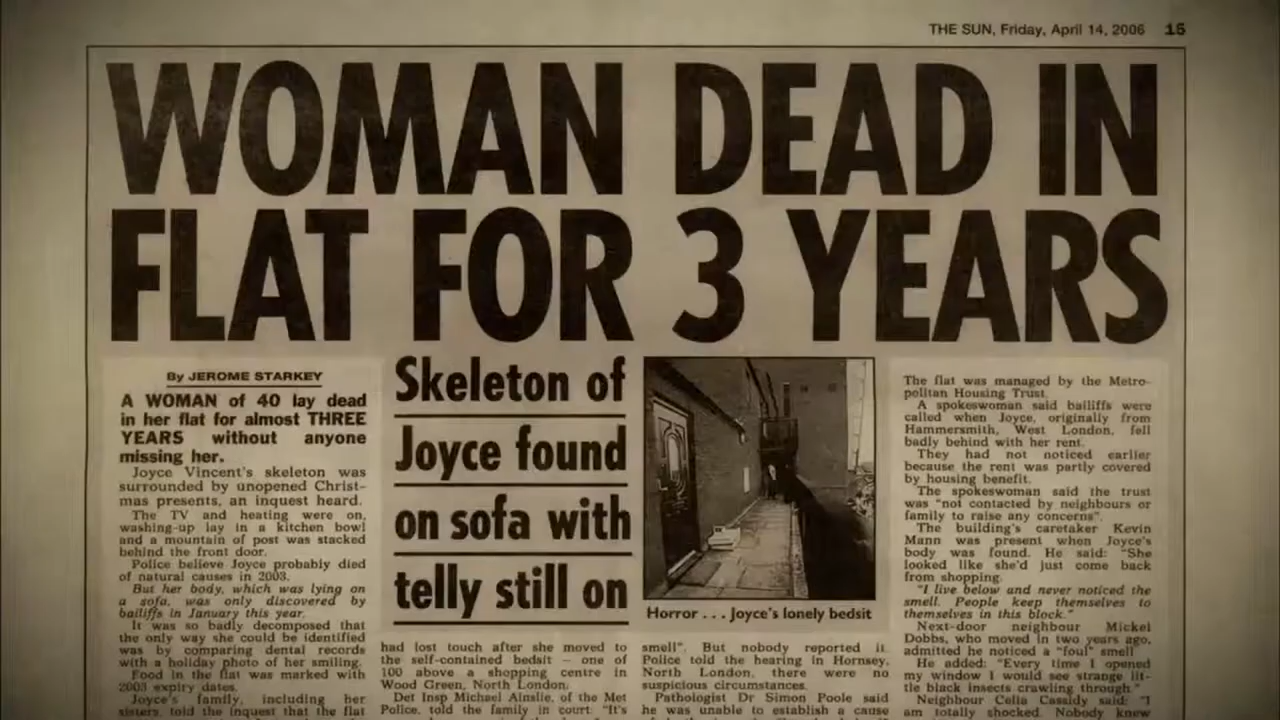 THE SUN, Friday, April 14, 2006 15
WOMAN DEAD IN
FLAT FOR 3 YEARS
By JEROME STARKEY
A WOMAN of 40 lay dead
in her flat for almost THREE
YEARS without anyone
missing her.
Joyce Vincent's skeleton was
surrounded by unopened Christ-
mas presents, an inquest heard.
The TV and heating were on,
washing-up lay in a kitchen bowl
and a mountain of post was stacked
behind the front door.
Police believe Joyce probably died
of natural causes in 2003.
But her body, which was lying on
a sofa, was only discovered by
bailiffs in January this year.
It was so badly decomposed that
the only way she could be identified
was by comparing dental records
with a holiday photo of her smiling.
Food in the flat was marked with
2003 expiry dates.
Joyce's family, including her
sisters, told the inquest that the flat
Skeleton of
Joyce found
on sofa with
telly still on
had lost touch after she moved to
the self-contained bedsit — one of
100 above a shopping centre in
Wood Green, North London.
Det Insp Michael Ainslie, of the Met
Police, told the family in court: "It's
Horror . . . Joyce's lonely bedsit
smell". But nobody reported it.
Police told the hearing in Hornsey,
North London, there were no
suspicious circumstances.
Pathologist Dr Simon Poole said
he was unable to establish a cause
The flat was managed by the Metro-
politan Housing Trust.
A spokeswoman said bailiffs were
called when Joyce, originally from
Hammersmith, West London, fell
badly behind with her rent.
They had not noticed earlier
because the rent was partly covered
by housing benefit.
The spokeswoman said the trust
was "not contacted by neighbours or
family to raise any concerns".
The building's caretaker Kevin
Mann was present when Joyce's
body was found. He said: "She
looked like she'd just come back
from shopping.
"I live below and never noticed the
smell. People keep themselves to
themselves in this block."
Next-door neighbour Mickel
Dobbs, who moved in two years ago,
admitted he noticed a "foul" smell
He added: "Every time I opened
my window I would see strange lit-
tle black insects crawling through."
Neighbour Celia Cassidy said: "I
am totally shocked. Nobody knew